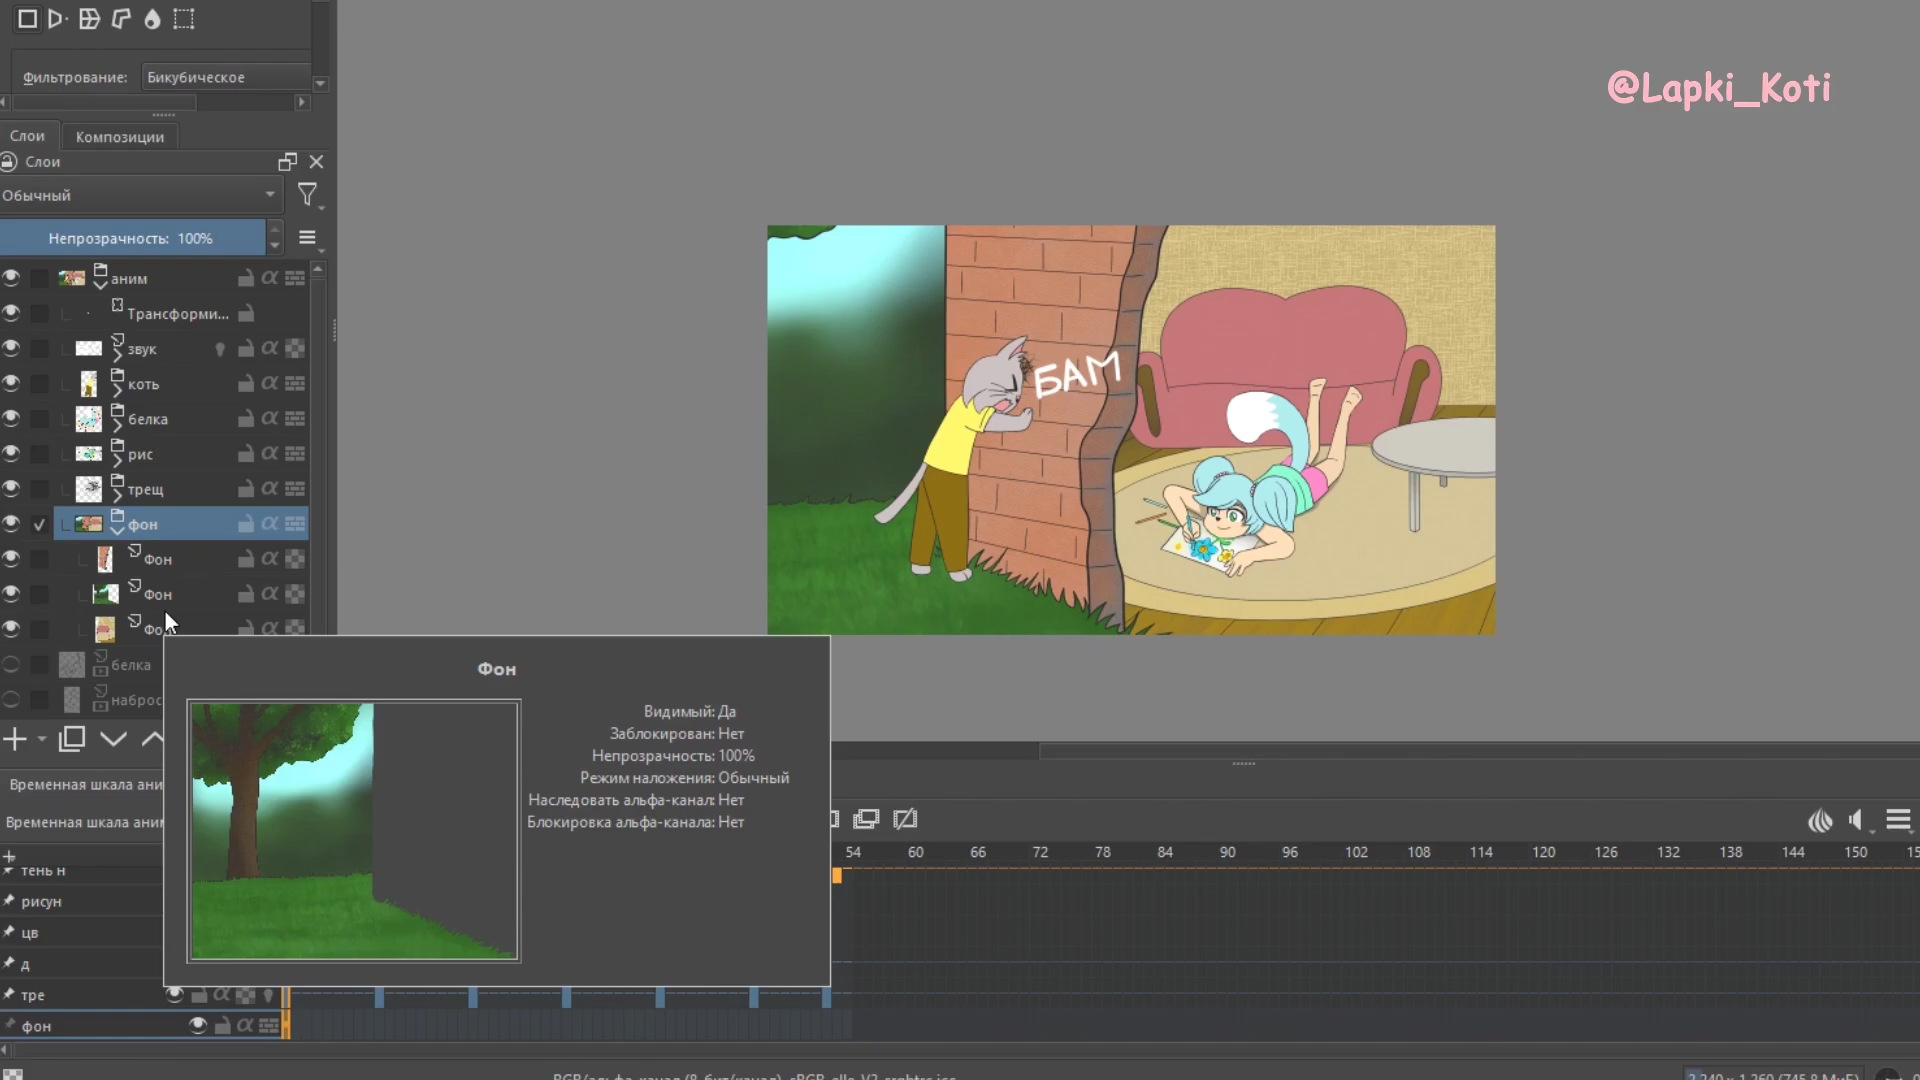 Фильтрование: Бикубическое
@Lapki_Koti
Слои Композиции
Слои
Обычный
Непрозрачность: 100%
аним
Трансформи...
звук
коть
белка
рис
трещ
фон
Фон
Фон
БАМ
белка
наброс
Фон
Видимый: Да
Заблокирован: Нет
Непрозрачность: 100%
Режим наложения: Обычный
Наследовать альфа-канал: Нет
Блокировка альфа-канала: Нет
Временная шкала ани
Временная шкала аним
54 60 66 72 78 84 90 96 102 108 114 120 126 132 138 144 150 15
тень н
рисун
цв
д
тре
фон